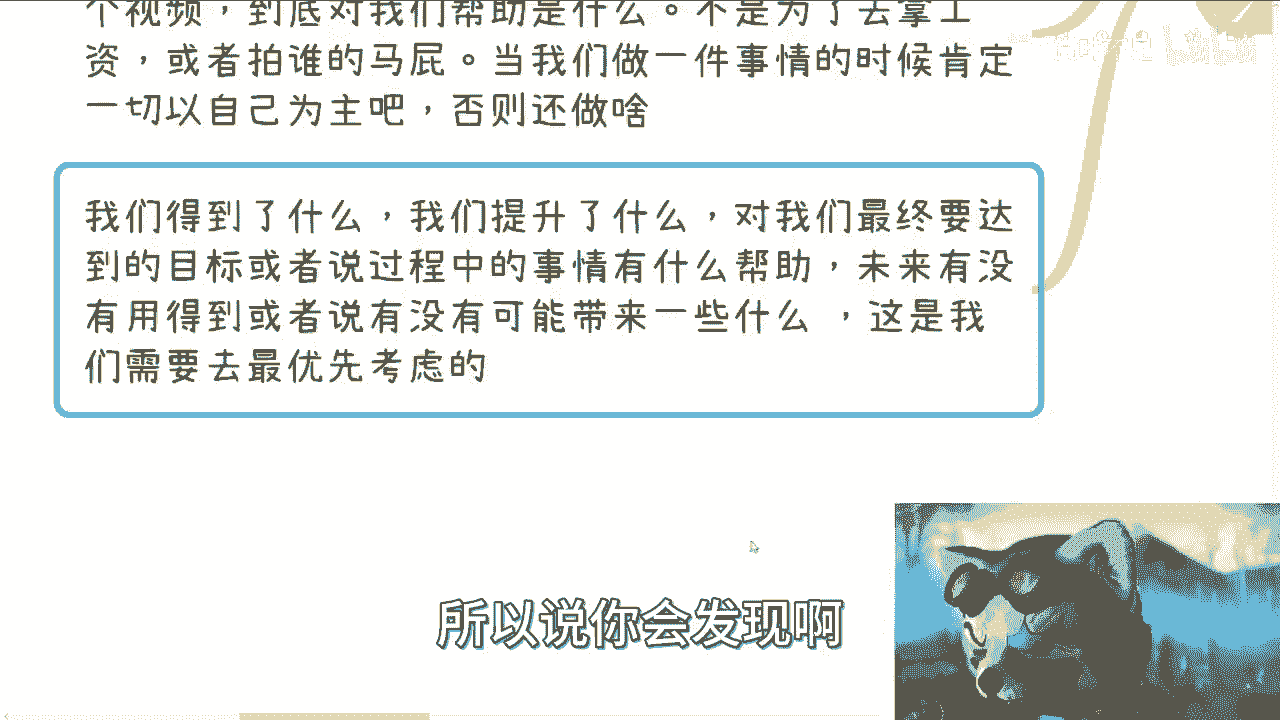 个视频，到底对我们帮助是什么。不是为了去拿工
资，或者拍谁的马屁。当我们做一件事情的时候肯定
一切以自己为主吧，否则还做啥
我们得到了什么，我们提升了什么，对我们最终要达
到的目标或者说过程中的事情有什么帮助，未来有没
有用得到或者说有没有可能带来一些什么 ，这是我
们需要去最优先考虑的
所以说你会发现啊